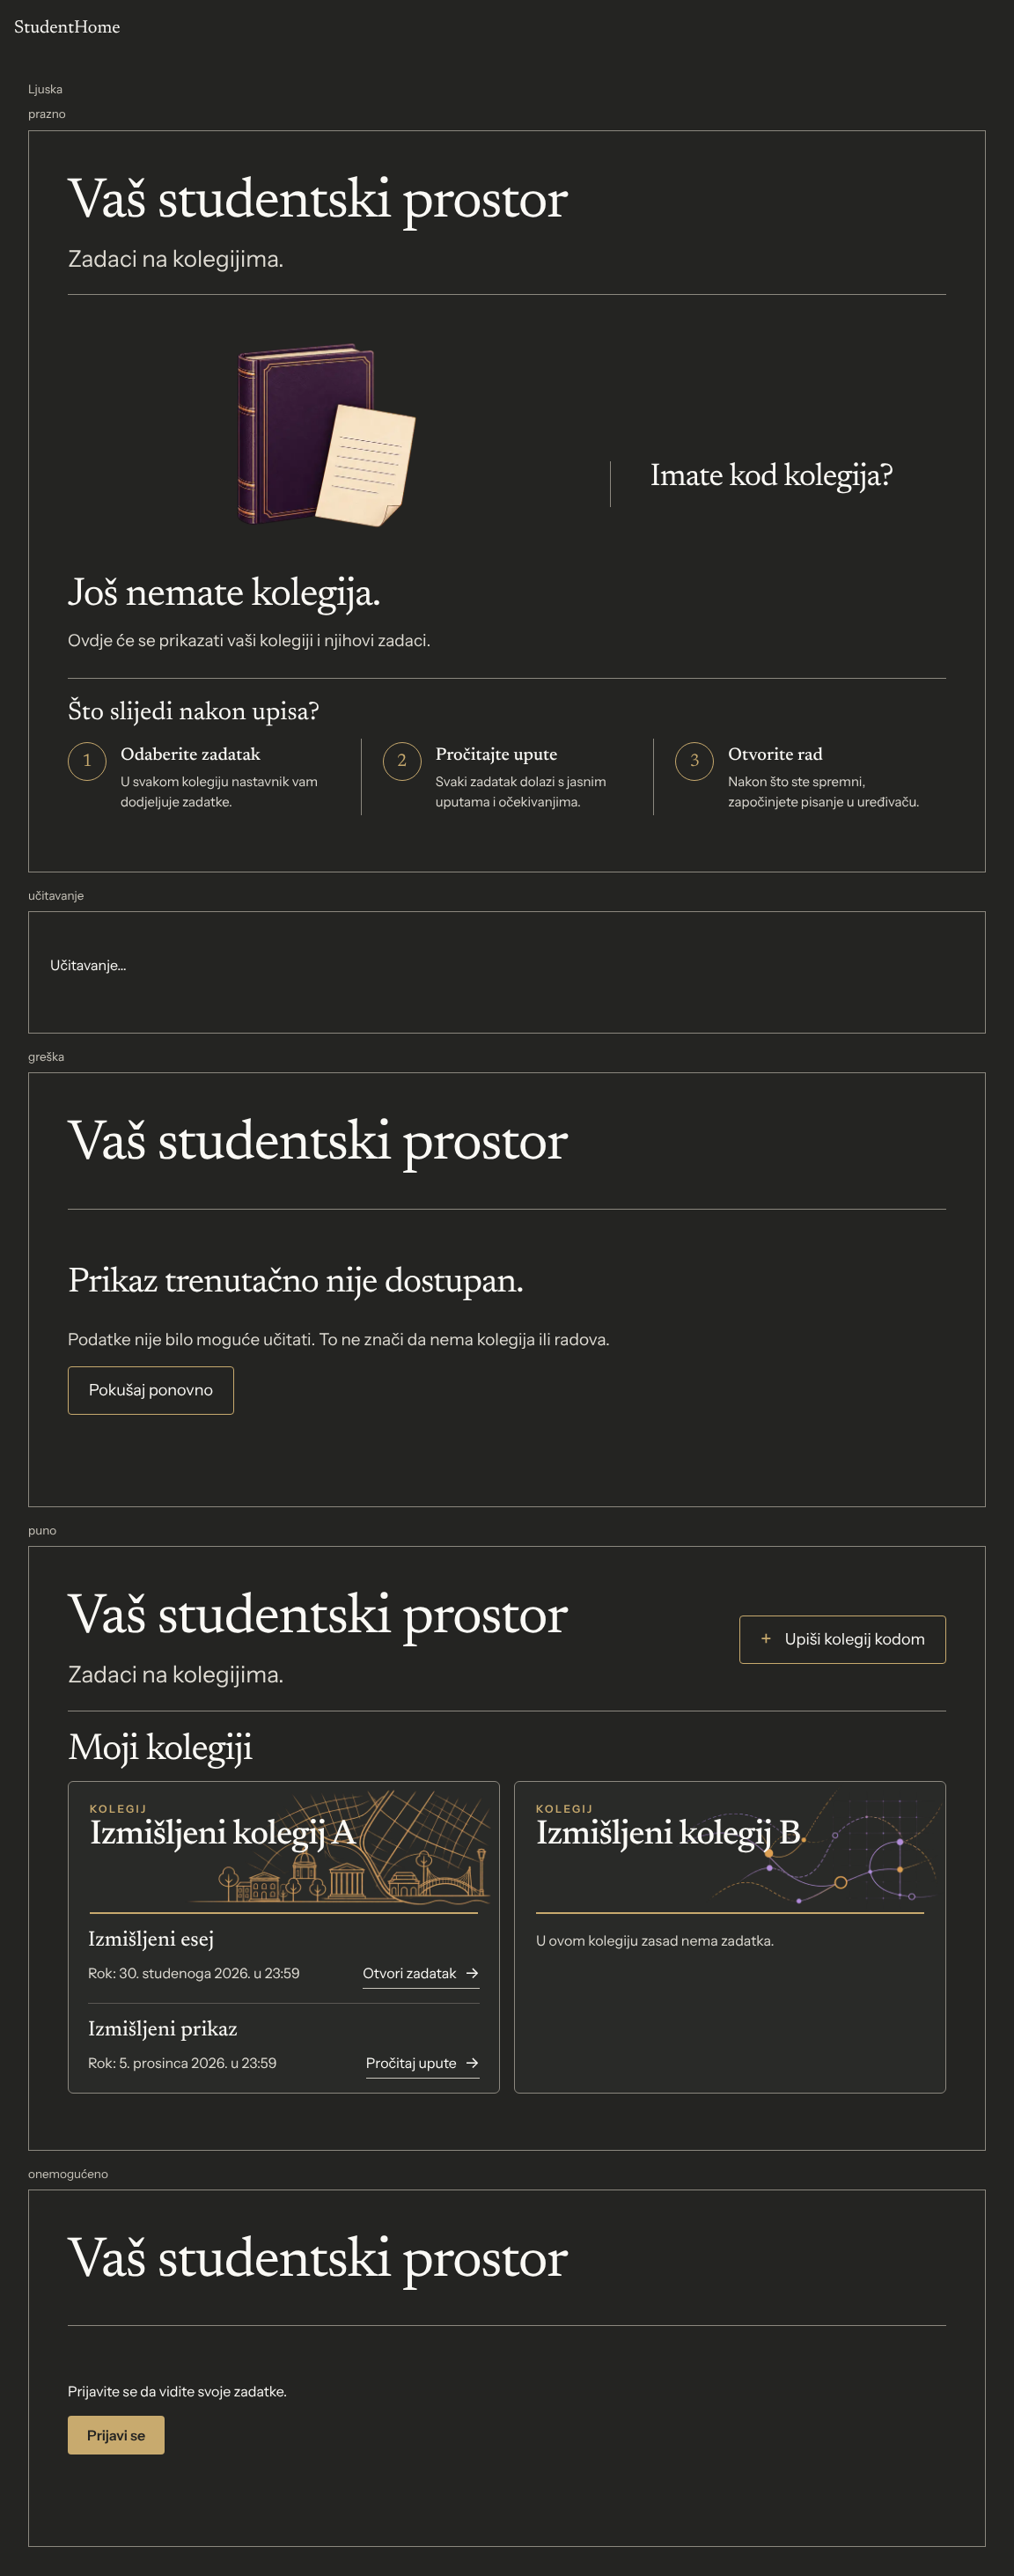 StudentHome
Ljuska
prazno
Vaš studentski prostor
Zadaci na kolegijima.
Imate kod kolegija?
Još nemate kolegija.
Ovdje će se prikazati vaši kolegiji i njihovi zadaci.
Što slijedi nakon upisa?
1
Odaberite zadatak
U svakom kolegiju nastavnik vam
dodjeljuje zadatke.
2
Pročitajte upute
Svaki zadatak dolazi s jasnim
uputama i očekivanjima.
3
Otvorite rad
Nakon što ste spremni,
započinjete pisanje u uređivaču.
učitavanje
Učitavanje…
greška
Vaš studentski prostor
Prikaz trenutačno nije dostupan.
Podatke nije bilo moguće učitati. To ne znači da nema kolegija ili radova.
Pokušaj ponovno
puno
Vaš studentski prostor
Zadaci na kolegijima.
+ Upiši kolegij kodom
Moji kolegiji
KOLEGIJ
Izmišljeni kolegij A
Izmišljeni esej
Rok: 30. studenoga 2026. u 23:59
Otvori zadatak →
Izmišljeni prikaz
Rok: 5. prosinca 2026. u 23:59
Pročitaj upute →
KOLEGIJ
Izmišljeni kolegij B
U ovom kolegiju zasad nema zadatka.
onemogućeno
Vaš studentski prostor
Prijavite se da vidite svoje zadatke.
Prijavi se